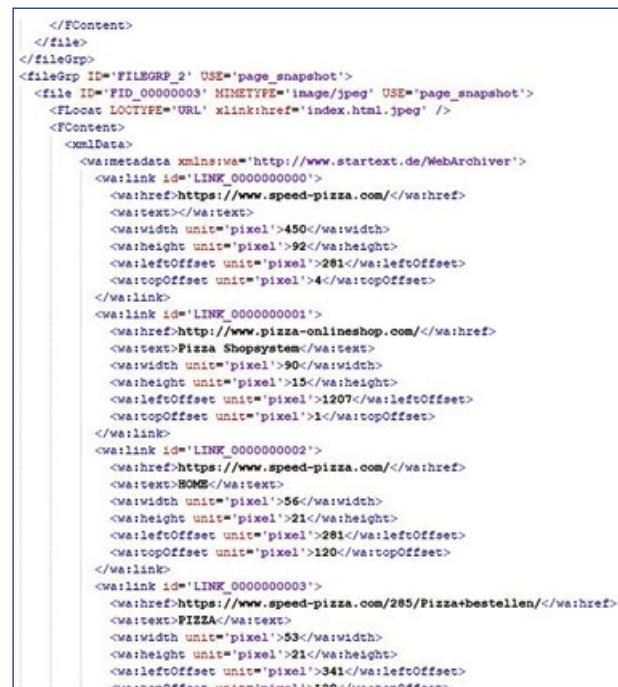 </FContent>
</file>
</fileGrp>
<fileGrp ID='FILEGRP_2' USE='page_snapshot'>
<file ID='FID_00000003' MIMETYPE='image/jpeg' USE='page_snapshot'>
<FLocat LOCTYPE='URL' xlink:href='index.html.jpeg' />
<FContent>
<xmlData>
<wa:metadata xmlns:wa='http://www.startext.de/WebArchiver'>
<wa:link id='LINK_0000000000'>
<wa:href>https://www.speed-pizza.com/</wa:href>
<wa:text></wa:text>
<wa:width unit='pixel'>450</wa:width>
<wa:height unit='pixel'>92</wa:height>
<wa:leftOffset unit='pixel'>281</wa:leftOffset>
<wa:topOffset unit='pixel'>4</wa:topOffset>
</wa:link>
<wa:link id='LINK_0000000001'>
<wa:href>http://www.pizza-onlineshop.com/</wa:href>
<wa:text>Pizza Shopsystem</wa:text>
<wa:width unit='pixel'>90</wa:width>
<wa:height unit='pixel'>15</wa:height>
<wa:leftOffset unit='pixel'>1207</wa:leftOffset>
<wa:topOffset unit='pixel'>1</wa:topOffset>
</wa:link>
<wa:link id='LINK_0000000002'>
<wa:href>https://www.speed-pizza.com/</wa:href>
<wa:text>HOME</wa:text>
<wa:width unit='pixel'>56</wa:width>
<wa:height unit='pixel'>21</wa:height>
<wa:leftOffset unit='pixel'>281</wa:leftOffset>
<wa:topOffset unit='pixel'>120</wa:topOffset>
</wa:link>
<wa:link id='LINK_0000000003'>
<wa:href>https://www.speed-pizza.com/285/Pizza+bestellen/</wa:href>
<wa:text>PIZZA</wa:text>
<wa:width unit='pixel'>53</wa:width>
<wa:height unit='pixel'>21</wa:height>
<wa:leftOffset unit='pixel'>341</wa:leftOffset>